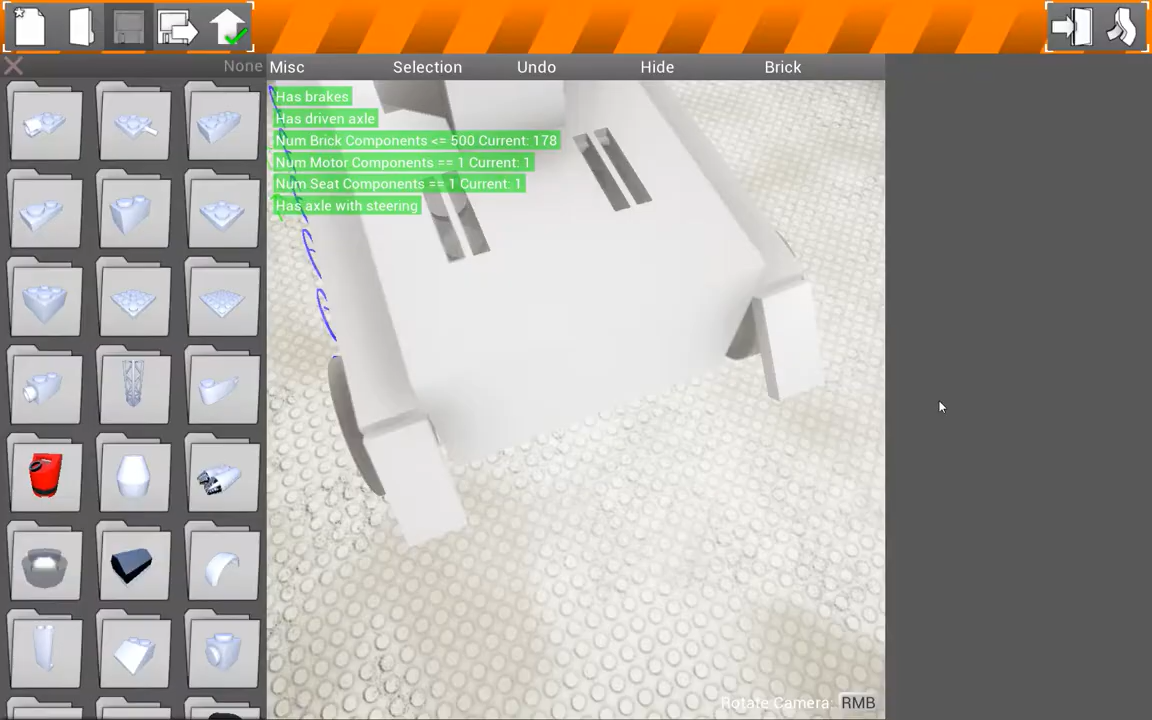 None
Misc
Selection
Undo
Hide
Brick
Has brakes
Has driven axle
Num Brick Components <= 500 Current: 178
Num Motor Components == 1 Current: 1
Num Seat Components == 1 Current: 1
Has axle with steering
Rotate Camera: RMB